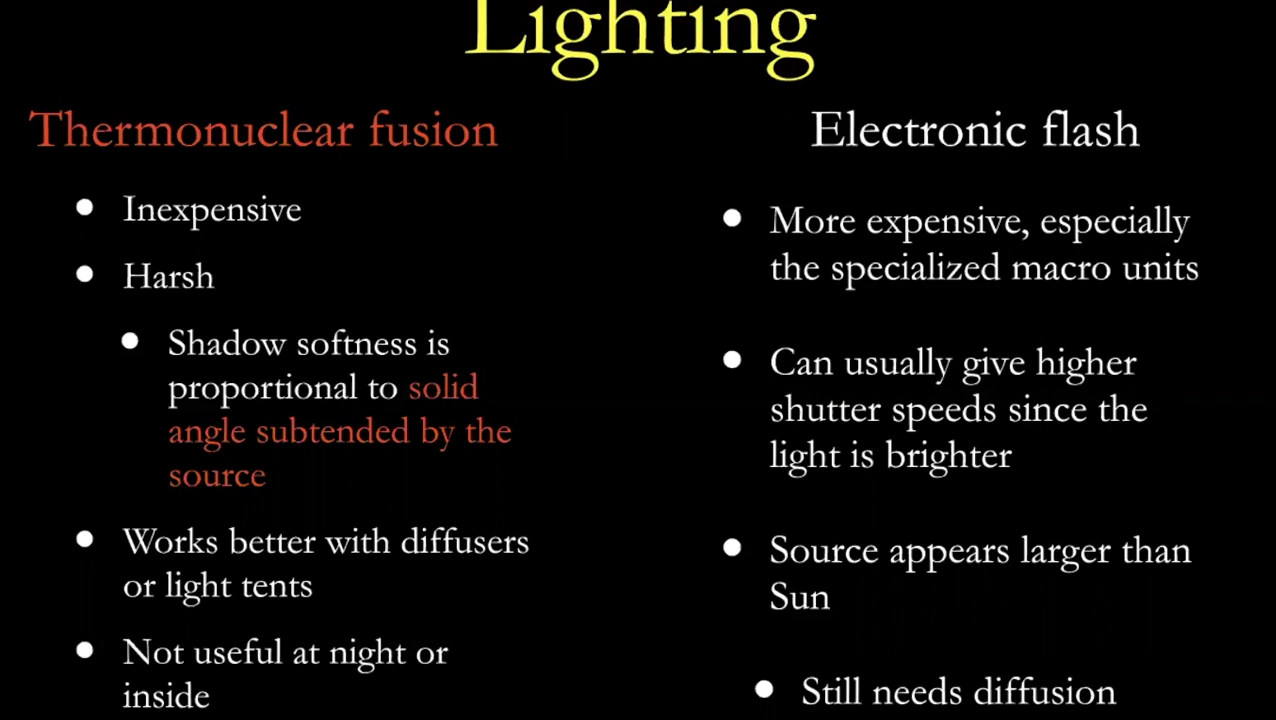 Lighting
Thermonuclear fusion
Inexpensive
Harsh
Shadow softness is
proportional to solid
angle subtended by the
source
Works better with diffusers
or light tents
Not useful at night or
inside
Electronic flash
More expensive, especially
the specialized macro units
Can usually give higher
shutter speeds since the
light is brighter
Source appears larger than
Sun
Still needs diffusion